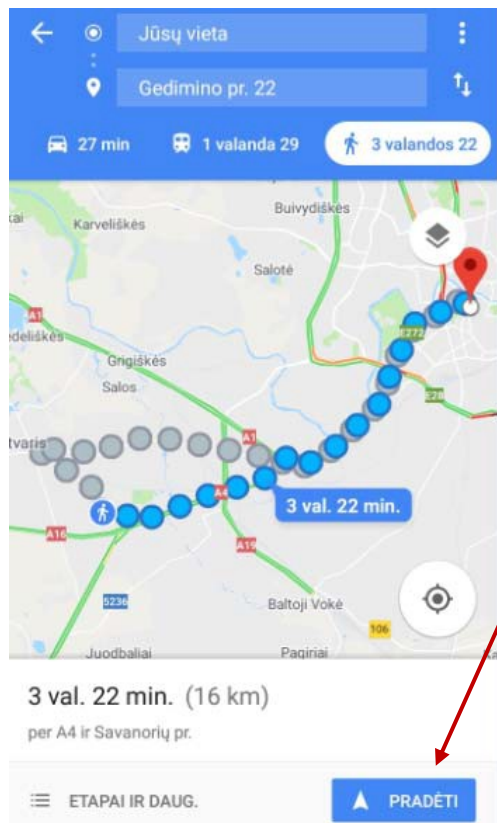 Jūsų vieta
Gedimino pr. 22
27 min
1 valanda 29
3 valandos 22
Buivydiškės
Karveliškės
Salotė
A1
E272
Grigiškės
Salos
E28
A1
A4
3 val. 22 min.
A16
A19
5236
Baltoji Vokė
106
Juodbaliai
Pagiriai
3 val. 22 min. (16 km)
per A4 ir Savanorių pr.
ETAPAI IR DAUG.
PRADĖTI